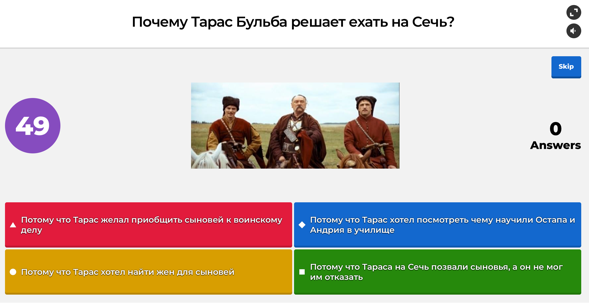 Почему Тарас Бульба решает ехать на Сечь?
Skip
49
0
Answers
Потому что Тарас желал приобщить сыновей к воинскому
делу
Потому что Тарас хотел посмотреть чему научили Остапа и
Андрия в училище
Потому что Тарас хотел найти жен для сыновей
Потому что Тараса на Сечь позвали сыновья, а он не мог
им отказать